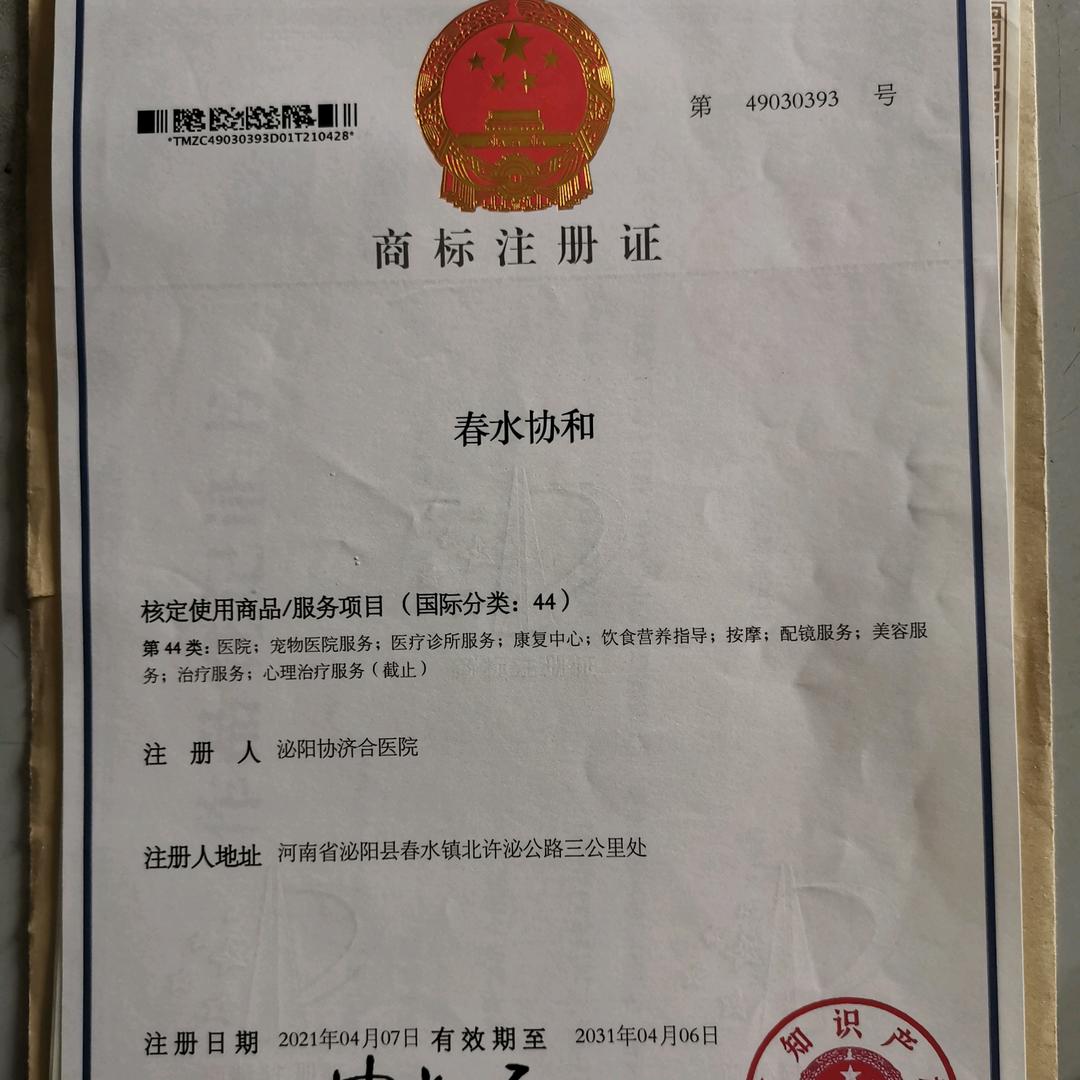 第 49030393 号
*TMZC49030393D01T210428*
商标注册证
春水协和
核定使用商品/服务项目（国际分类：44）
第 44 类：医院；宠物医院服务；医疗诊所服务；康复中心；饮食营养指导；按摩；配镜服务；美容服
务；治疗服务；心理治疗服务（截止）
注册人 泌阳协济合医院
注册人地址 河南省泌阳县春水镇北许泌公路三公里处
注册日期 2021年04月07日 有效期至 2031年04月06日
知识产